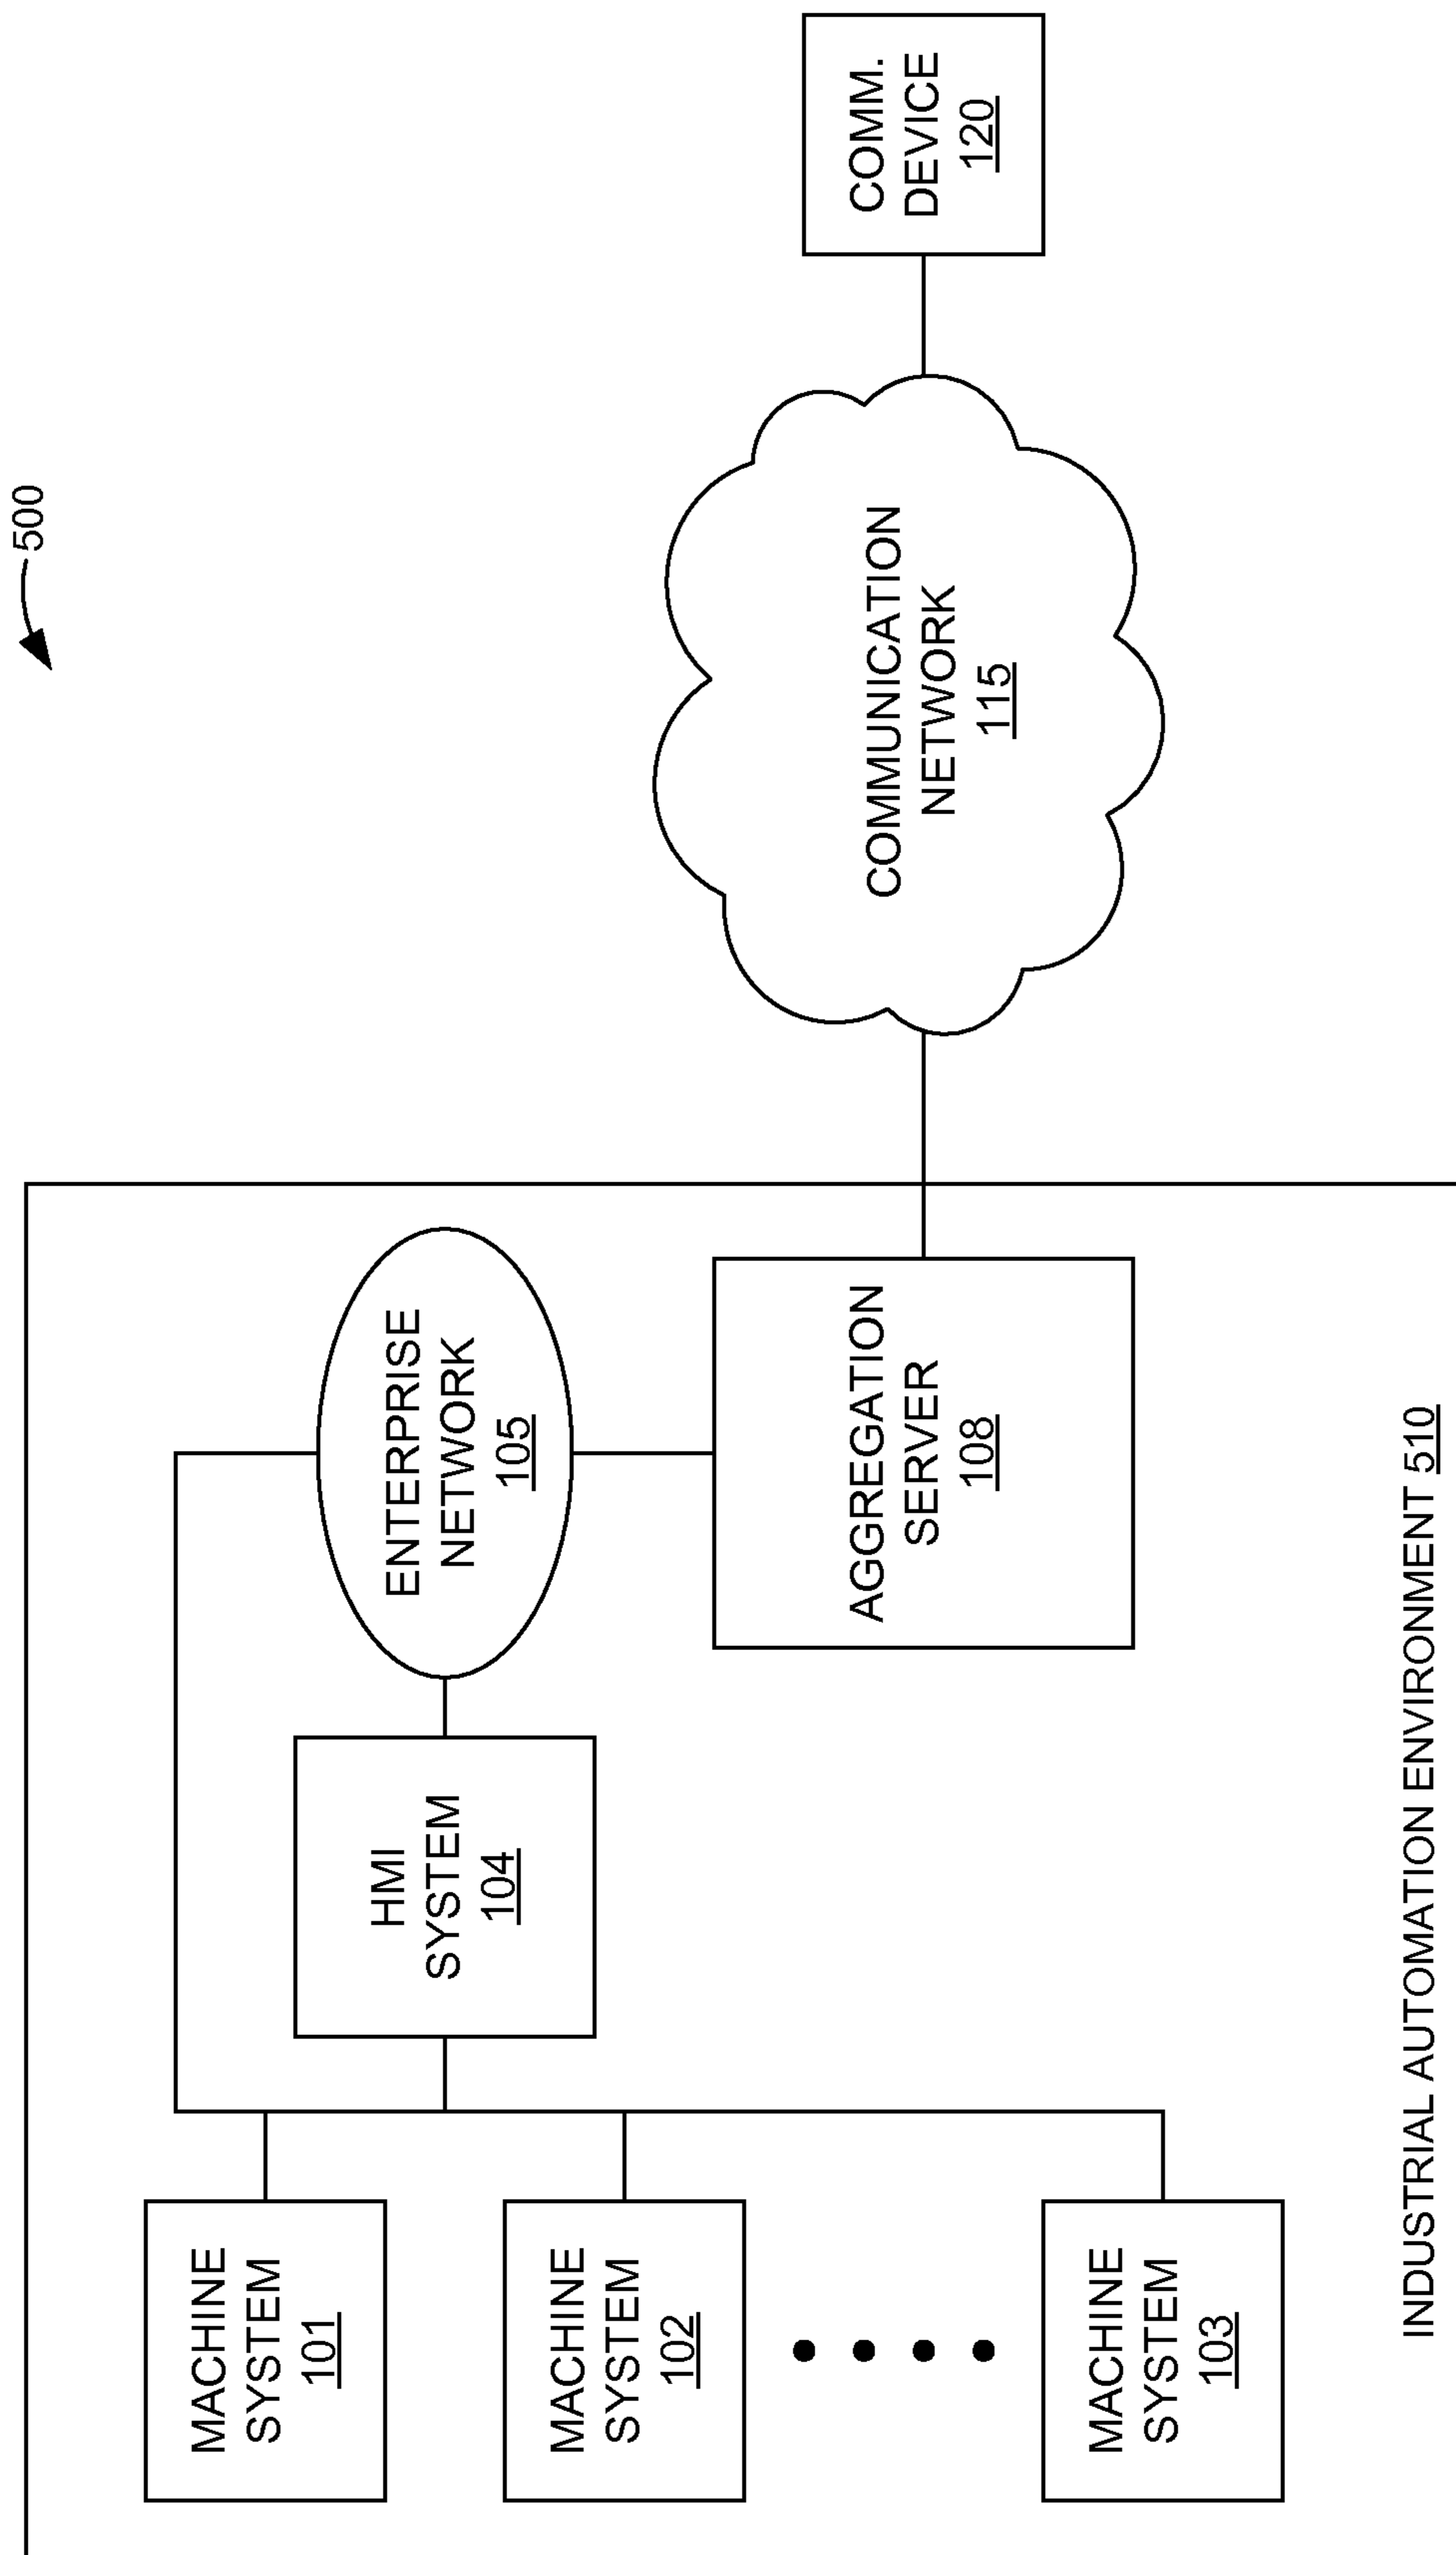 500
MACHINE
SYSTEM
101
MACHINE
SYSTEM
102
MACHINE
SYSTEM
103
HMI
SYSTEM
104
ENTERPRISE
NETWORK
105
AGGREGATION
SERVER
108
COMMUNICATION
NETWORK
115
COMM.
DEVICE
120
INDUSTRIAL AUTOMATION ENVIRONMENT 510